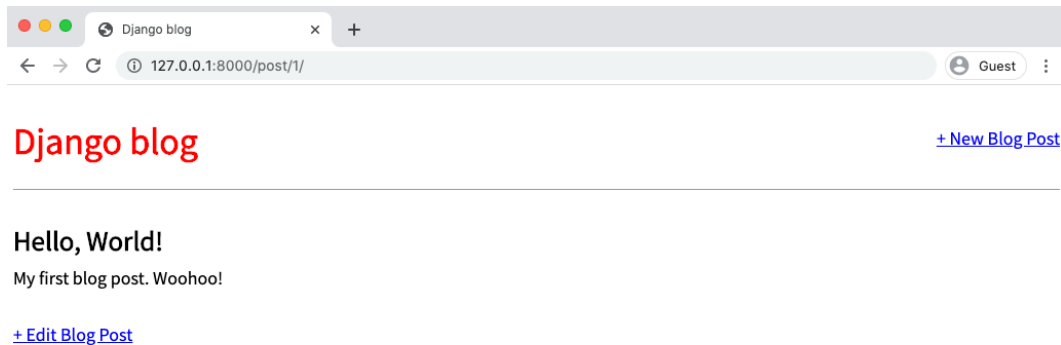 Django blog
127.0.0.1:8000/post/1/
Guest
Django blog
+ New Blog Post
Hello, World!
My first blog post. Woohoo!
+ Edit Blog Post